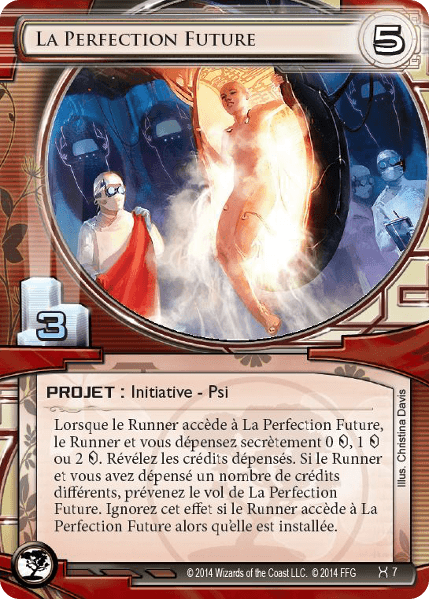 La Perfection Future
5
3
PROJET : Initiative - Psi
Lorsque le Runner accède à La Perfection Future,
le Runner et vous dépensez secrètement 0 , 1
ou 2 . Révélez les crédits dépensés. Si le Runner
et vous avez dépensé un nombre de crédits
différents, prévenez le vol de La Perfection
Future. Ignorez cet effet si le Runner accède à La
Perfection Future alors qu'elle est installée.
Illus. Christina Davis
© 2014 Wizards of the Coast LLC. © 2014 FFG
7